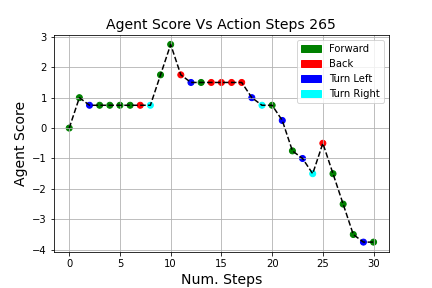 Agent Score Vs Action Steps 265
Agent Score
3
2
1
0
−1
−2
−3
−4
Forward
Back
Turn Left
Turn Right
0 5 10 15 20 25 30
Num. Steps